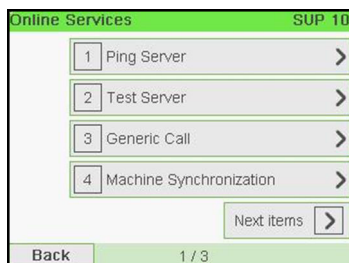 Online Services SUP 10
1 Ping Server
2 Test Server
3 Generic Call
4 Machine Synchronization
Next items
Back 1 / 3